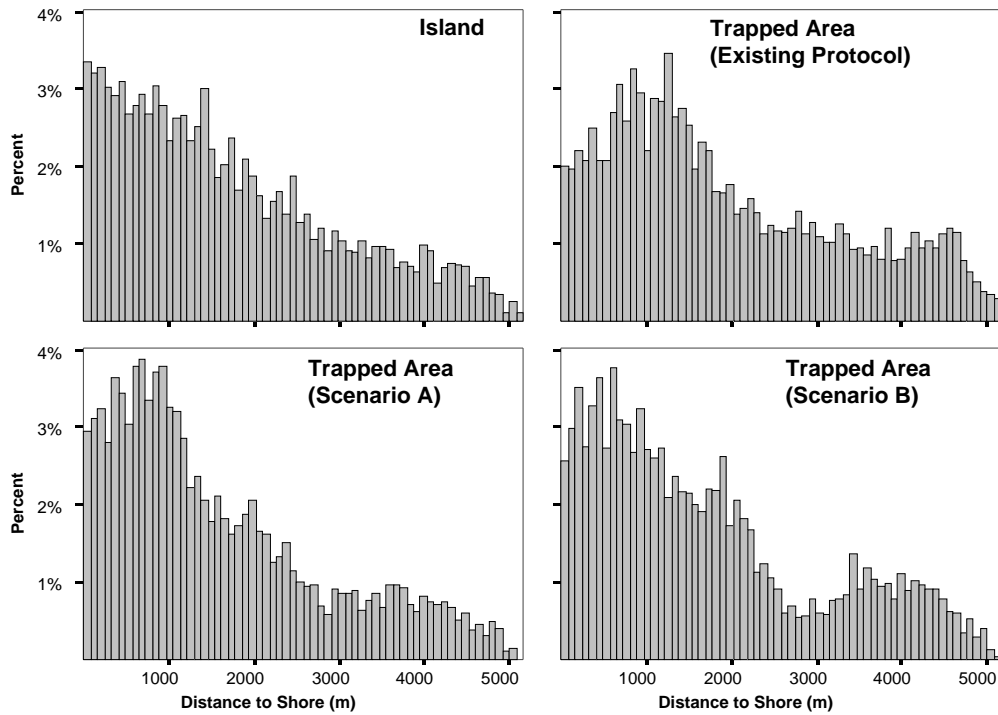 4%
Island
3%
2%
1%
Percent
Trapped Area
(Existing Protocol)
4%
3%
2%
1%
Percent
Trapped Area
(Scenario A)
1000
2000
3000
4000
5000
Distance to Shore (m)
Trapped Area
(Scenario B)
1000
2000
3000
4000
5000
Distance to Shore (m)